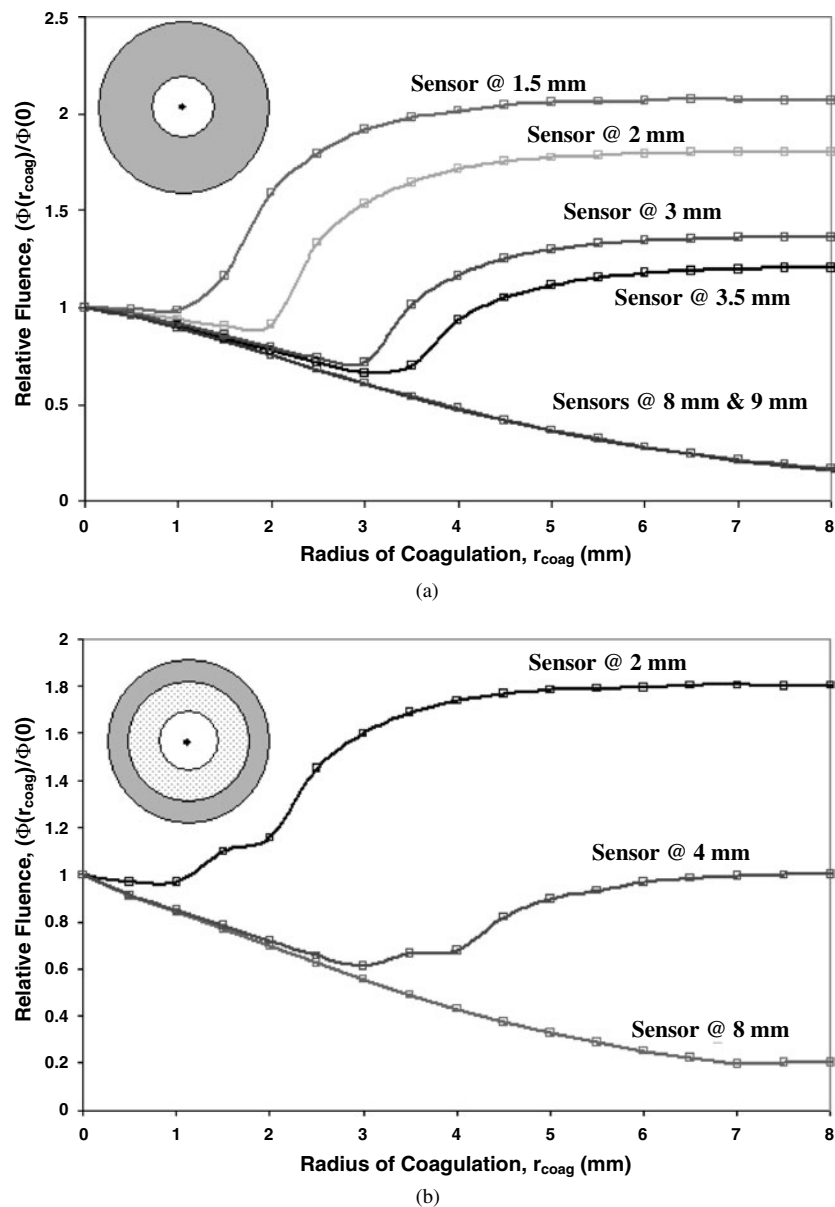 2.5
2
1.5
1
0.5
0
Relative Fluence, (Φ(rcoag)/Φ(0)
Sensor @ 1.5 mm
Sensor @ 2 mm
Sensor @ 3 mm
Sensor @ 3.5 mm
Sensors @ 8 mm & 9 mm
0 1 2 3 4 5 6 7 8
Radius of Coagulation, rcoag (mm)
(a)
2
1.8
1.6
1.4
1.2
1
0.8
0.6
0.4
0.2
0
Relative Fluence, (Φ(rcoag)/Φ(0)
Sensor @ 2 mm
Sensor @ 4 mm
Sensor @ 8 mm
0 1 2 3 4 5 6 7 8
Radius of Coagulation, rcoag (mm)
(b)